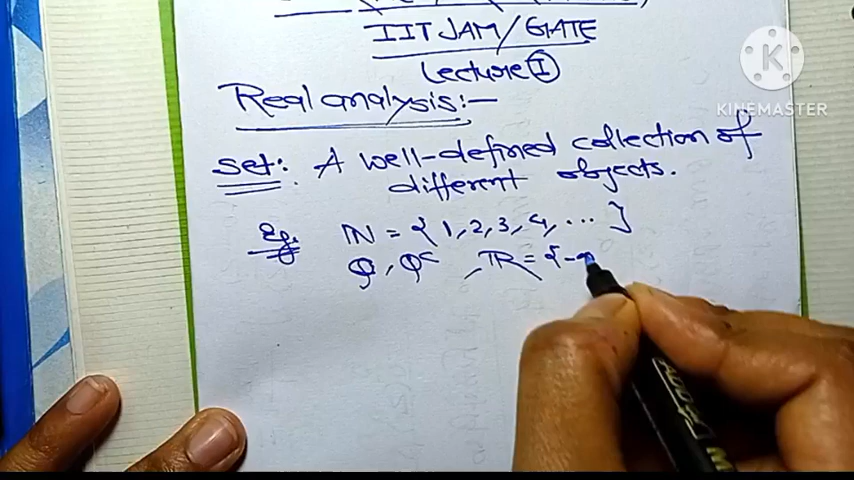 IIT JAM/GATE
Lecture I
Real analysis:-
Set: A well-defined collection of
different objects.
Eg. ℕ = { 1, 2, 3, 4, ... }
Q, Qᶜ, ℝ = {-
KINEMASTER